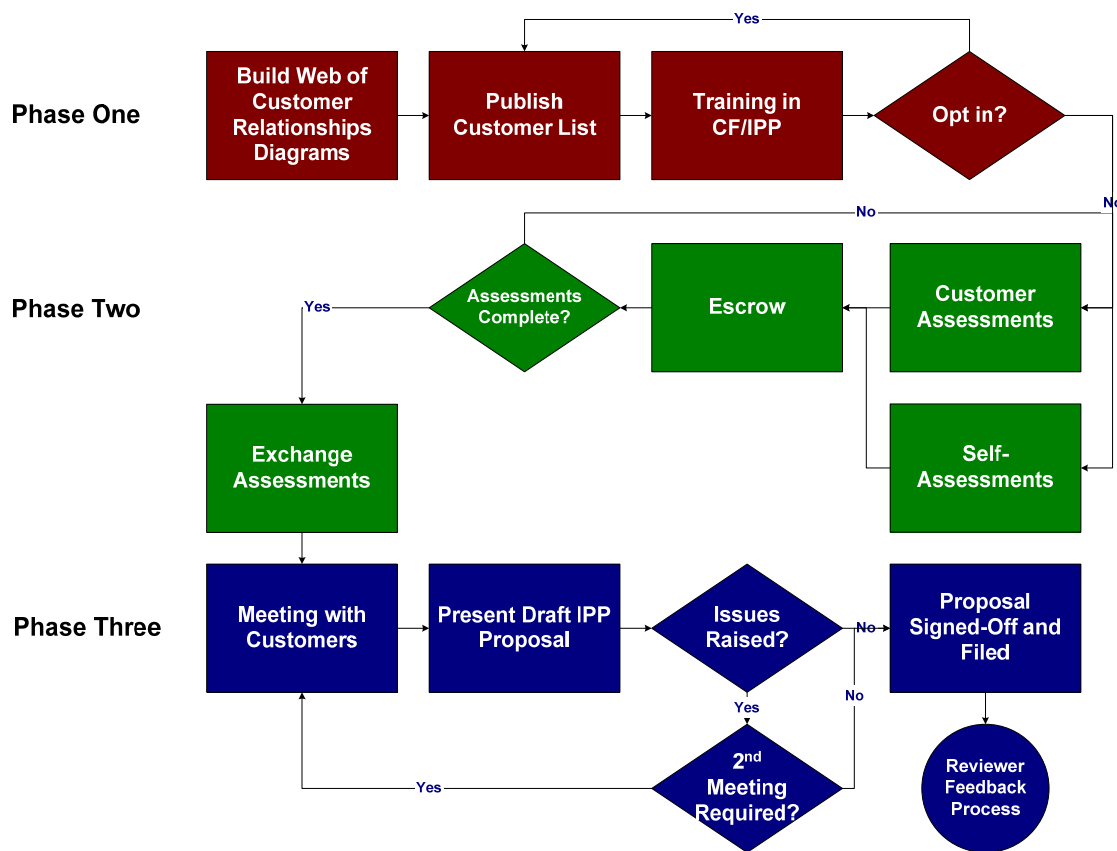 Yes
Phase One
Build Web of
Customer
Relationships
Diagrams
Publish
Customer List
Training in
CF/IPP
Opt in?
No
No
Phase Two
Yes
Assessments
Complete?
Escrow
Customer
Assessments
Exchange
Assessments
Self-
Assessments
Phase Three
Meeting with
Customers
Present Draft IPP
Proposal
Issues
Raised?
No
Proposal
Signed-Off and
Filed
Yes
No
Yes
2nd
Meeting
Required?
Reviewer
Feedback
Process